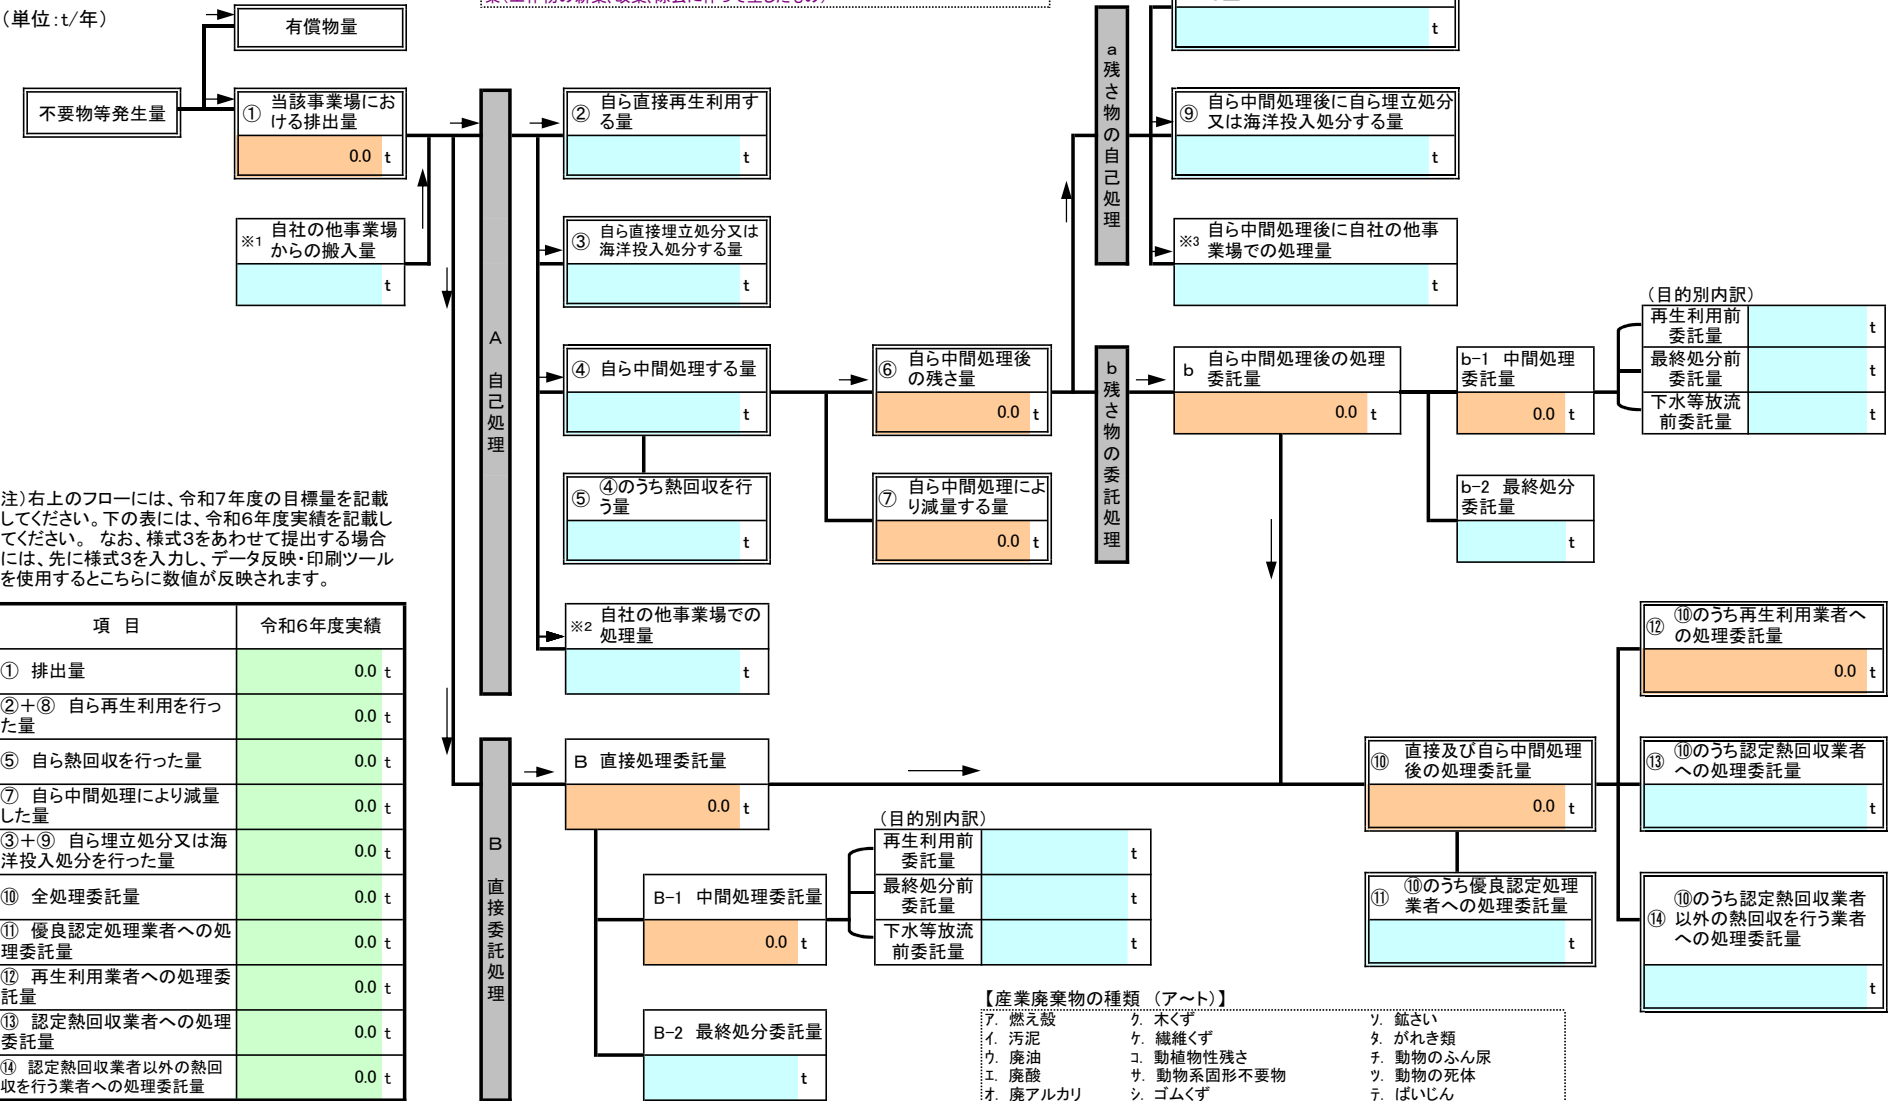 (単位:t/年)
有償物量
不要物等発生量
① 当該事業場にお
ける排出量
0.0 t
※1 自社の他事業場
からの搬入量
t
A 自己処理
② 自ら直接再生利用す
る量
t
③ 自ら直接埋立処分又は
海洋投入処分する量
t
④ 自ら中間処理する量
t
⑤ ④のうち熱回収を行
う量
t
※2 自社の他事業場での
処理量
t
⑥ 自ら中間処理後
の残さ量
0.0 t
⑦ 自ら中間処理によ
り減量する量
0.0 t
a 残さ物の自己処理
t
⑨ 自ら中間処理後に自ら埋立処分
又は海洋投入処分する量
t
※3 自ら中間処理後に自社の他事
業場での処理量
t
b 残さ物の委託処理
b 自ら中間処理後の処理
委託量
0.0 t
b-1 中間処理
委託量
0.0 t
b-2 最終処分
委託量
t
(目的別内訳)
再生利用前
委託量
t
最終処分前
委託量
t
下水等放流
前委託量
t
注)右上のフローには、令和7年度の目標量を記載
してください。下の表には、令和6年度実績を記載し
てください。 なお、様式3をあわせて提出する場合
には、先に様式3を入力し、データ反映・印刷ツール
を使用するとこちらに数値が反映されます。
項 目 令和6年度実績
① 排出量 0.0 t
②+⑧ 自ら再生利用を行っ
た量 0.0 t
⑤ 自ら熱回収を行った量 0.0 t
⑦ 自ら中間処理により減量
した量 0.0 t
③+⑨ 自ら埋立処分又は海
洋投入処分を行った量 0.0 t
⑩ 全処理委託量 0.0 t
⑪ 優良認定処理業者への処
理委託量 0.0 t
⑫ 再生利用業者への処理委
託量 0.0 t
⑬ 認定熱回収業者への処理
委託量 0.0 t
⑭ 認定熱回収業者以外の熱回
収を行う業者への処理委託量 0.0 t
B 直接委託処理
B 直接処理委託量
0.0 t
B-1 中間処理委託量
0.0 t
B-2 最終処分委託量
t
(目的別内訳)
再生利用前
委託量
t
最終処分前
委託量
t
下水等放流
前委託量
t
⑩ 直接及び自ら中間処理
後の処理委託量
0.0 t
⑪ ⑩のうち優良認定処理
業者への処理委託量
t
⑫ ⑩のうち再生利用業者へ
の処理委託量
0.0 t
⑬ ⑩のうち認定熱回収業者
への処理委託量
t
⑭ ⑩のうち認定熱回収業者
以外の熱回収を行う業者
への処理委託量
t
【産業廃棄物の種類 (ア~ト)】
ア. 燃え殻 ク. 木くず ソ. 鉱さい
イ. 汚泥 ケ. 繊維くず タ. がれき類
ウ. 廃油 コ. 動植物性残さ チ. 動物のふん尿
エ. 廃酸 サ. 動物系固形不要物 ツ. 動物の死体
オ. 廃アルカリ シ. ゴムくず テ. ばいじん